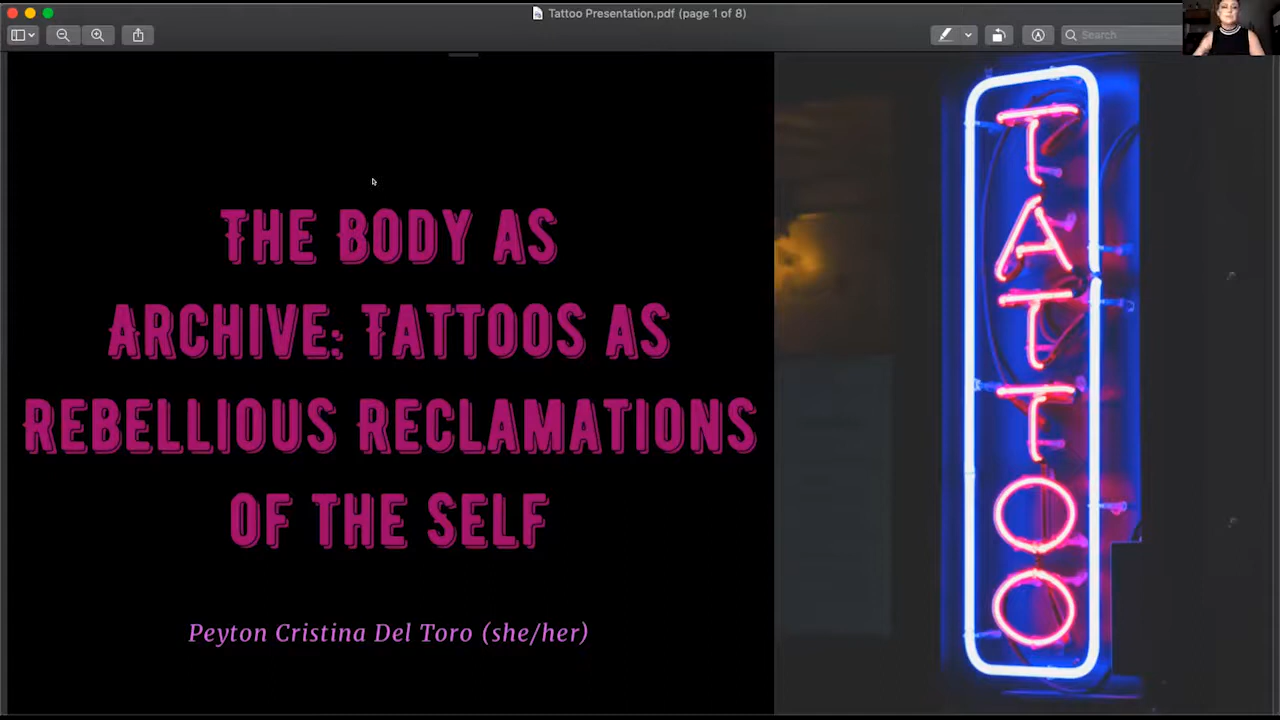 Tattoo Presentation.pdf (page 1 of 8)
Search
The Body as
Archive: Tattoos as
Rebellious Reclamations
of the Self
Peyton Cristina Del Toro (she/her)
TATTOO